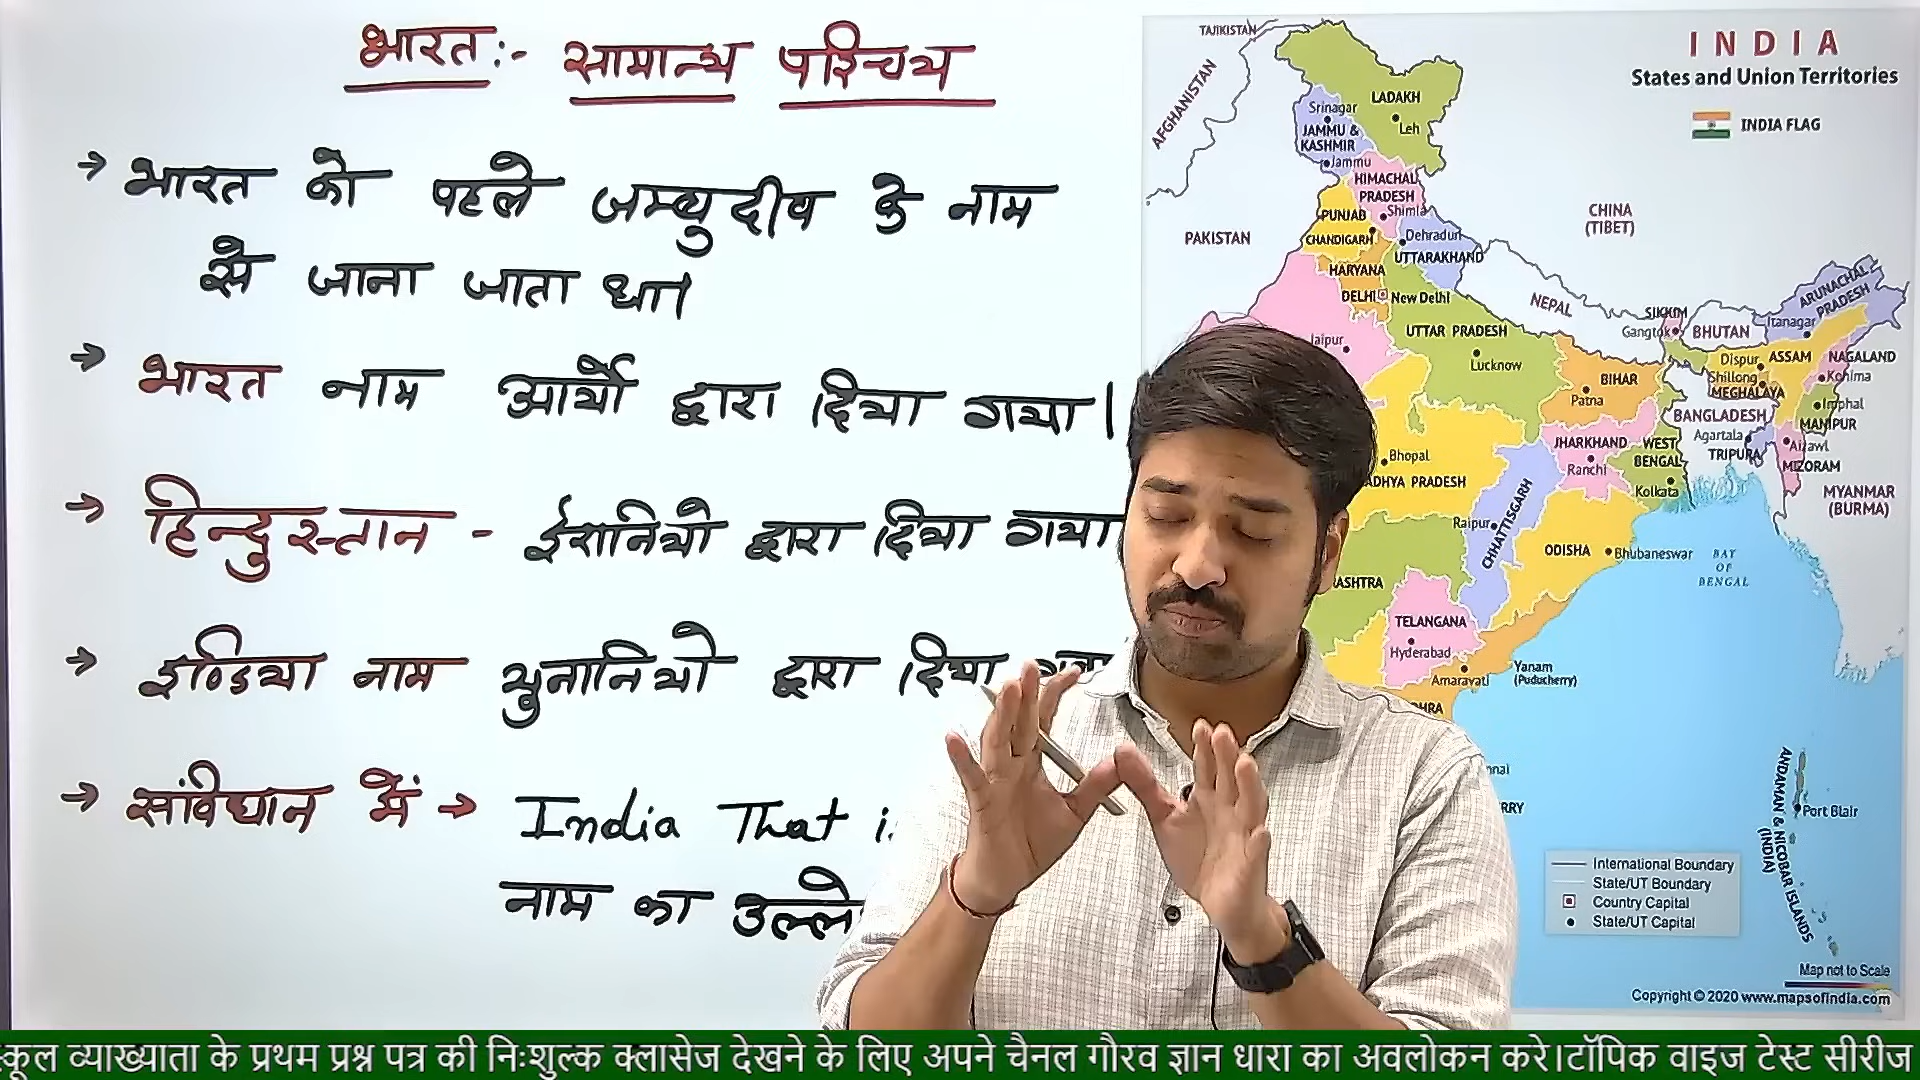 भारत:- सामान्य परिचय
→ भारत को पहले जम्बुद्वीप के नाम
से जाना जाता था।
→ भारत नाम आर्यो द्वारा दिया गया।
→ हिन्दुस्तान - ईरानियो द्वारा दिया गया
→ इण्डिया नाम युनानियो द्वारा दिया
→ संविधान में → India That
नाम का
INDIA
States and Union Territories
INDIA FLAG
TAJIKISTAN
AFGHANISTAN
LADAKH
Srinagar
Leh
JAMMU &
KASHMIR
Jammu
HIMACHAL
PRADESH
Shimla
PUNJAB
CHANDIGARH
Dehradun
UTTARAKHAND
CHINA
(TIBET)
PAKISTAN
HARYANA
DELHI New Delhi
NEPAL
ARUNACHAL
PRADESH
SIKKIM
Gangtok
BHUTAN
Itanagar
Jaipur
UTTAR PRADESH
Lucknow
Dispur ASSAM
NAGALAND
Kohima
Shillong
MEGHALAYA
BIHAR
Patna
Imphal
MANIPUR
BANGLADESH
Agartala
TRIPURA
Aizawl
MIZORAM
JHARKHAND
Ranchi
WEST
BENGAL
Kolkata
Bhopal
ADHYA PRADESH
MYANMAR
(BURMA)
Raipur
CHHATTISGARH
ODISHA
Bhubaneswar
BAY
OF
BENGAL
RASHTRA
TELANGANA
Hyderabad
Amaravati
Yanam
(Puducherry)
HRA
nnai
RRY
ANDAMAN & NICOBAR ISLANDS
(INDIA)
Port Blair
International Boundary
State/UT Boundary
Country Capital
State/UT Capital
Map not to Scale
Copyright © 2020 www.mapsofindia.com
स्कूल व्याख्याता के प्रथम प्रश्न पत्र की निःशुल्क क्लासेज देखने के लिए अपने चैनल गौरव ज्ञान धारा का अवलोकन करे।टॉपिक वाइज टेस्ट सीरीज